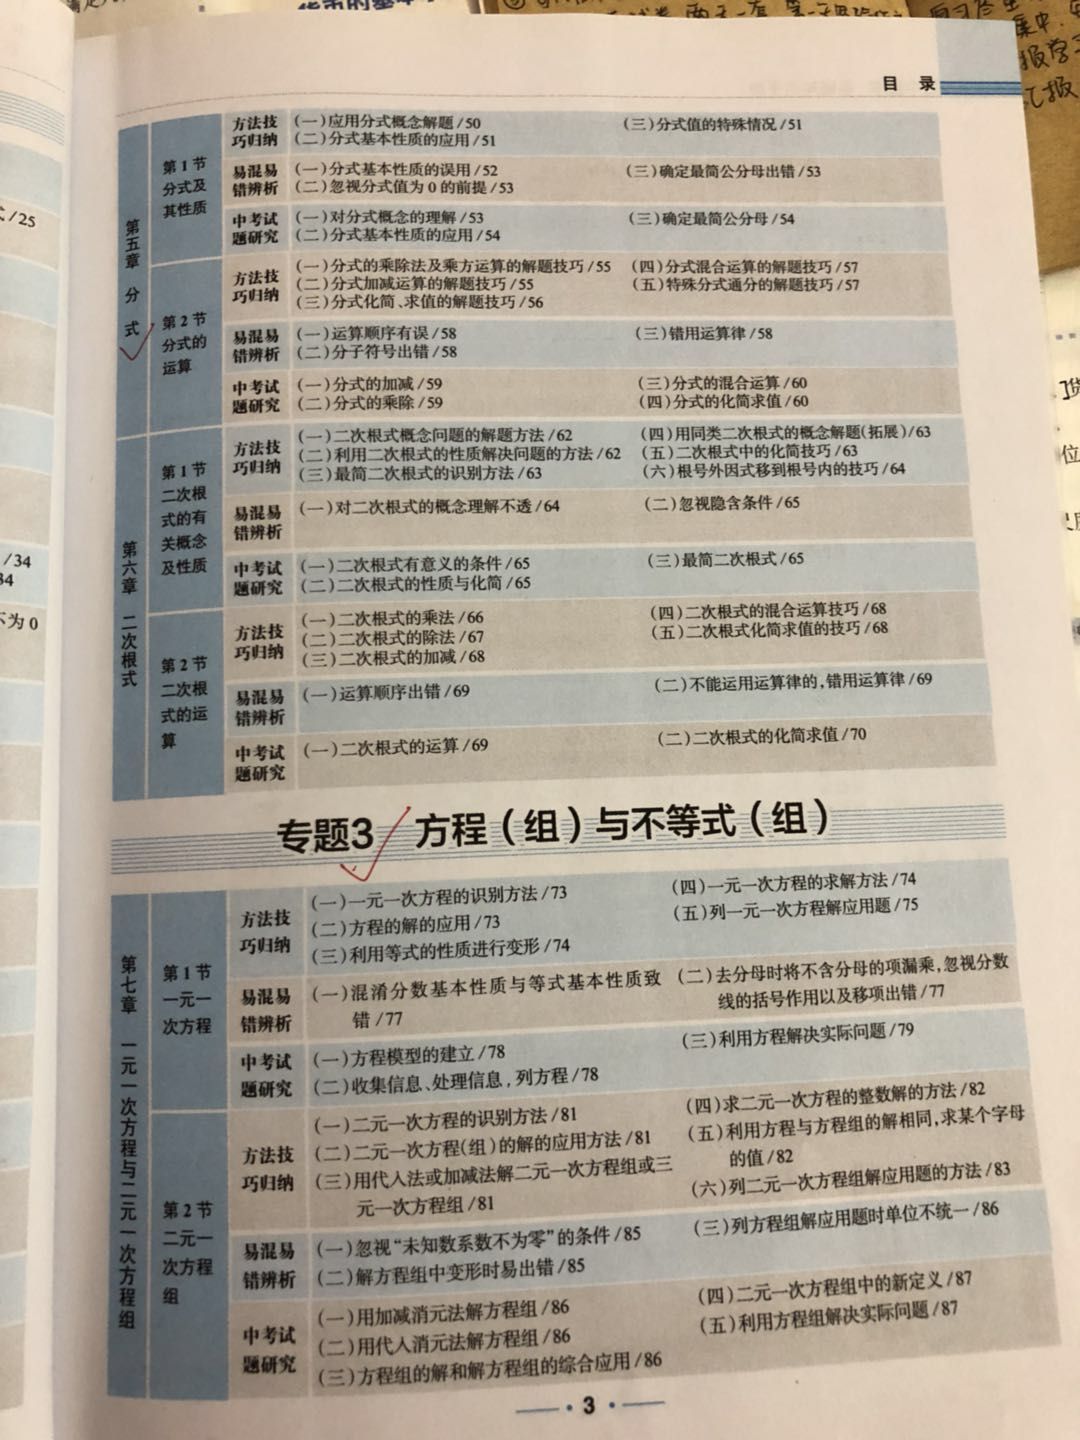 目 录
第五章 分 式
第1节
分式及
其性质
方法技
巧归纳
(一)应用分式概念解题/50
(二)分式基本性质的应用/51
(三)分式值的特殊情况/51
易混易
错辨析
(一)分式基本性质的误用/52
(二)忽视分式值为0的前提/53
(三)确定最简公分母出错/53
中考试
题研究
(一)对分式概念的理解/53
(二)分式基本性质的应用/54
(三)确定最简公分母/54
第2节
分式的
运算
方法技
巧归纳
(一)分式的乘除法及乘方运算的解题技巧/55
(二)分式加减运算的解题技巧/55
(三)分式化简、求值的解题技巧/56
(四)分式混合运算的解题技巧/57
(五)特殊分式通分的解题技巧/57
易混易
错辨析
(一)运算顺序有误/58
(二)分子符号出错/58
(三)错用运算律/58
中考试
题研究
(一)分式的加减/59
(二)分式的乘除/59
(三)分式的混合运算/60
(四)分式的化简求值/60
第六章 二次根式
第1节
二次根
式的有
关概念
及性质
方法技
巧归纳
(一)二次根式概念问题的解题方法/62
(二)利用二次根式的性质解决问题的方法/62
(三)最简二次根式的识别方法/63
(四)用同类二次根式的概念解题(拓展)/63
(五)二次根式中的化简技巧/63
(六)根号外因式移到根号内的技巧/64
易混易
错辨析
(一)对二次根式的概念理解不透/64
(二)忽视隐含条件/65
中考试
题研究
(一)二次根式有意义的条件/65
(二)二次根式的性质与化简/65
(三)最简二次根式/65
第2节
二次根
式的运
算
方法技
巧归纳
(一)二次根式的乘法/66
(二)二次根式的除法/67
(三)二次根式的加减/68
(四)二次根式的混合运算技巧/68
(五)二次根式化简求值的技巧/68
易混易
错辨析
(一)运算顺序出错/69
(二)不能运用运算律的,错用运算律/69
中考试
题研究
(一)二次根式的运算/69
(二)二次根式的化简求值/70
专题3 方程(组)与不等式(组)
第七章 一元一次方程与二元一次方程组
第1节
一元一
次方程
方法技
巧归纳
(一)一元一次方程的识别方法/73
(二)方程的解的应用/73
(三)利用等式的性质进行变形/74
(四)一元一次方程的求解方法/74
(五)列一元一次方程解应用题/75
易混易
错辨析
(一)混淆分数基本性质与等式基本性质致
错/77
(二)去分母时将不含分母的项漏乘,忽视分数
线的括号作用以及移项出错/77
中考试
题研究
(一)方程模型的建立/78
(二)收集信息、处理信息,列方程/78
(三)利用方程解决实际问题/79
第2节
二元一
次方程
组
方法技
巧归纳
(一)二元一次方程的识别方法/81
(二)二元一次方程(组)的解的应用方法/81
(三)用代入法或加减法解二元一次方程组或三
元一次方程组/81
(四)求二元一次方程的整数解的方法/82
(五)利用方程与方程组的解相同,求某个字母
的值/82
(六)列二元一次方程组解应用题的方法/83
易混易
错辨析
(一)忽视“未知数系数不为零”的条件/85
(二)解方程组中变形时易出错/85
(三)列方程组解应用题时单位不统一/86
中考试
题研究
(一)用加减消元法解方程组/86
(二)用代入消元法解方程组/86
(三)方程组的解和解方程组的综合应用/86
(四)二元一次方程组中的新定义/87
(五)利用方程组解决实际问题/87
3
式/25
/34
34
不为0